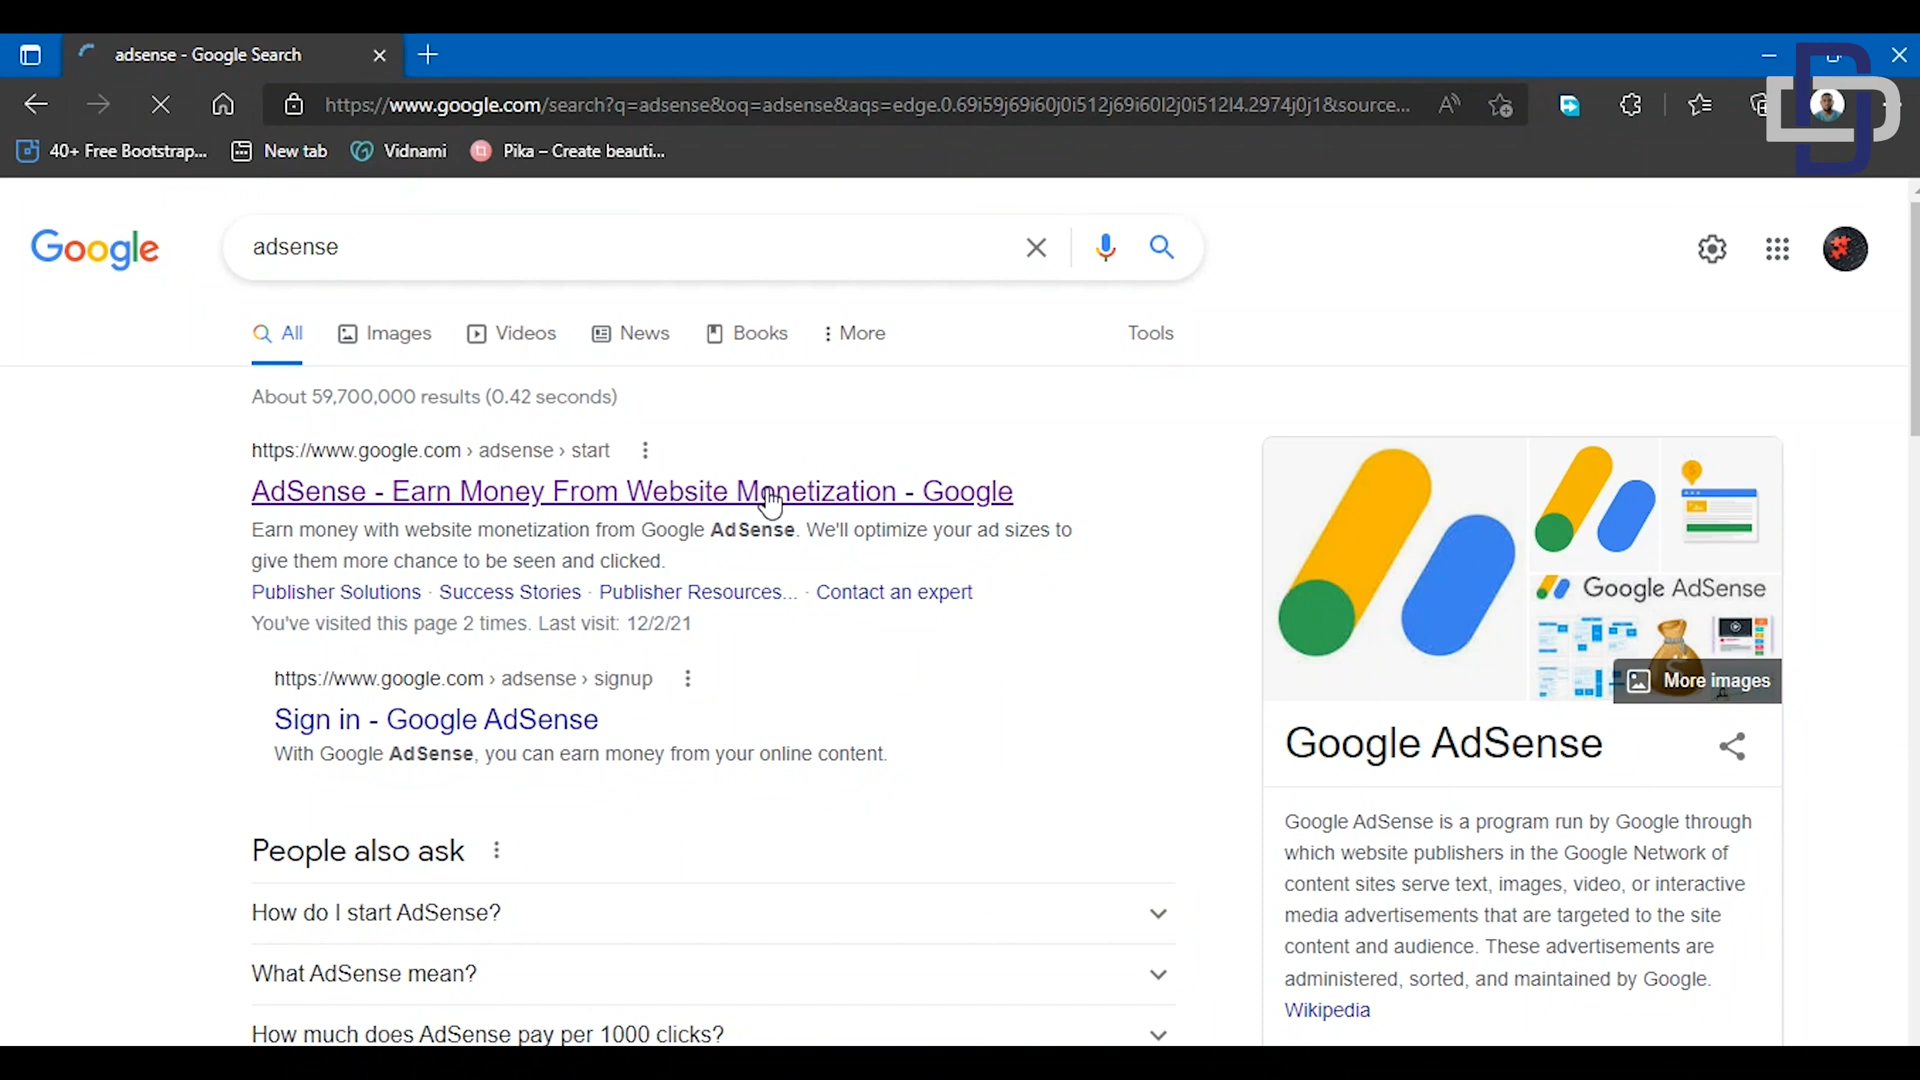 adsense - Google Search
https://www.google.com/search?q=adsense&oq=adsense&aqs=edge.0.69i59j69i60j0i512j69i60l2j0i512l4.2974j0j1&source...
40+ Free Bootstrap...
New tab
Vidnami
Pika – Create beauti...
Google
adsense
All
Images
Videos
News
Books
More
Tools
About 59,700,000 results (0.42 seconds)
https://www.google.com › adsense › start
AdSense - Earn Money From Website Monetization - Google
Earn money with website monetization from Google AdSense. We'll optimize your ad sizes to
give them more chance to be seen and clicked.
Publisher Solutions · Success Stories · Publisher Resources... · Contact an expert
You've visited this page 2 times. Last visit: 12/2/21
https://www.google.com › adsense › signup
Sign in - Google AdSense
With Google AdSense, you can earn money from your online content.
People also ask
How do I start AdSense?
What AdSense mean?
How much does AdSense pay per 1000 clicks?
Google AdSense
More images
Google AdSense
Google AdSense is a program run by Google through
which website publishers in the Google Network of
content sites serve text, images, video, or interactive
media advertisements that are targeted to the site
content and audience. These advertisements are
administered, sorted, and maintained by Google.
Wikipedia